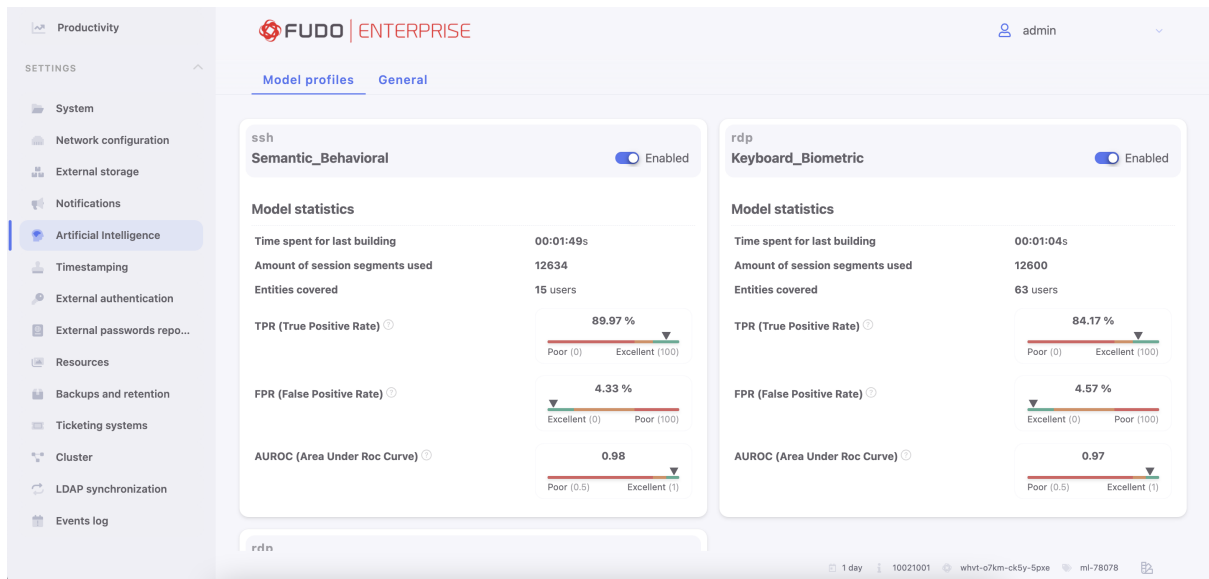 Productivity
SETTINGS
System
Network configuration
External storage
Notifications
Artificial Intelligence
Timestamping
External authentication
External passwords repo...
Resources
Backups and retention
Ticketing systems
Cluster
LDAP synchronization
Events log
FUDO ENTERPRISE
admin
Model profiles General
ssh
Semantic_Behavioral
Enabled
Model statistics
Time spent for last building 00:01:49s
Amount of session segments used 12634
Entities covered 15 users
TPR (True Positive Rate) ?
89.97 %
Poor (0) Excellent (100)
FPR (False Positive Rate) ?
4.33 %
Excellent (0) Poor (100)
AUROC (Area Under Roc Curve) ?
0.98
Poor (0.5) Excellent (1)
rdp
Keyboard_Biometric
Enabled
Model statistics
Time spent for last building 00:01:04s
Amount of session segments used 12600
Entities covered 63 users
TPR (True Positive Rate) ?
84.17 %
Poor (0) Excellent (100)
FPR (False Positive Rate) ?
4.57 %
Excellent (0) Poor (100)
AUROC (Area Under Roc Curve) ?
0.97
Poor (0.5) Excellent (1)
rdp
1 day 10021001 whvt-o7km-ck5y-5pxe ml-78078